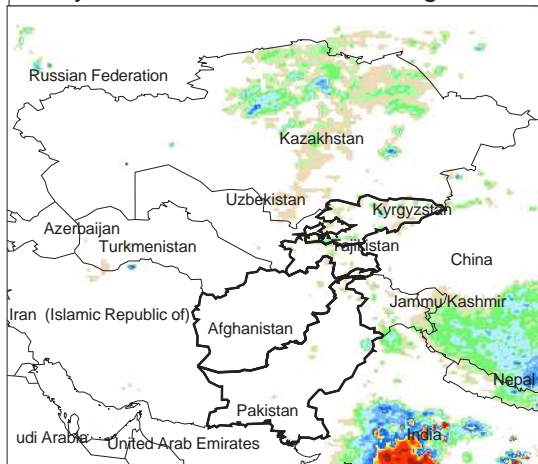 Russian Federation
Kazakhstan
Uzbekistan
Kyrgyzstan
Azerbaijan
Turkmenistan
Tajikistan
China
Jammu/Kashmir
Iran (Islamic Republic of)
Afghanistan
Nepal
Pakistan
udi Arabia
United Arab Emirates
India